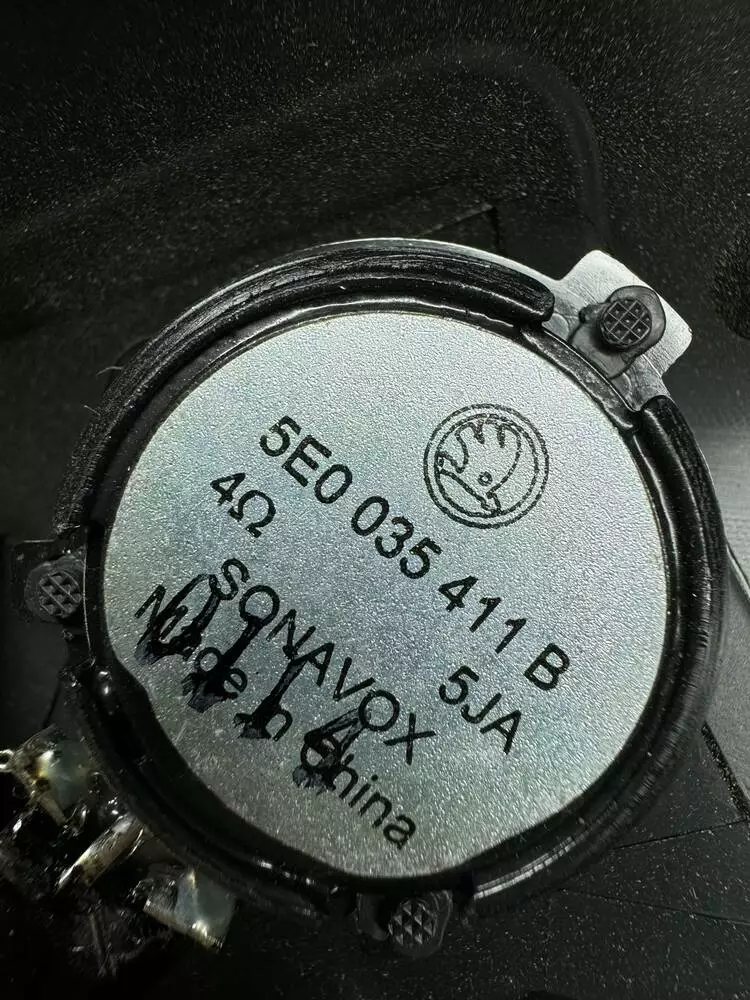 5E0 035 411 B
4Ω 5JA
SONAVOX
Made in China